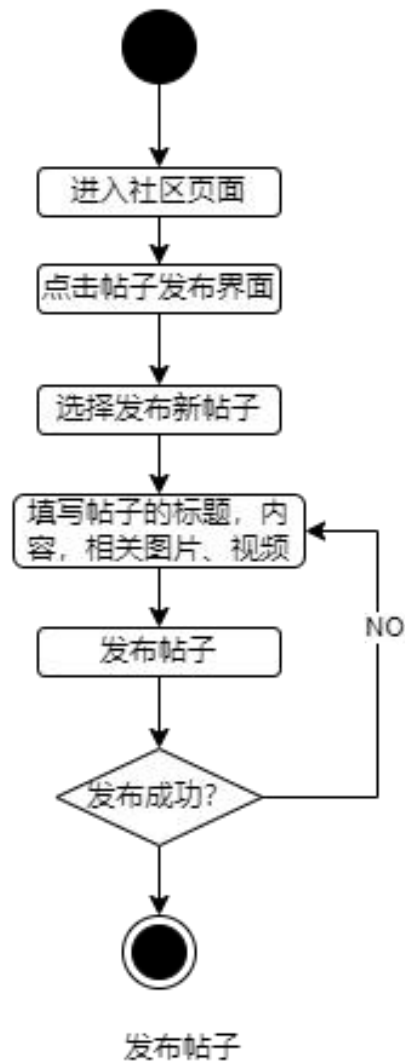 进入社区页面
点击帖子发布界面
选择发布新帖子
填写帖子的标题，内
容，相关图片、视频
NO
发布帖子
发布成功?
发布帖子